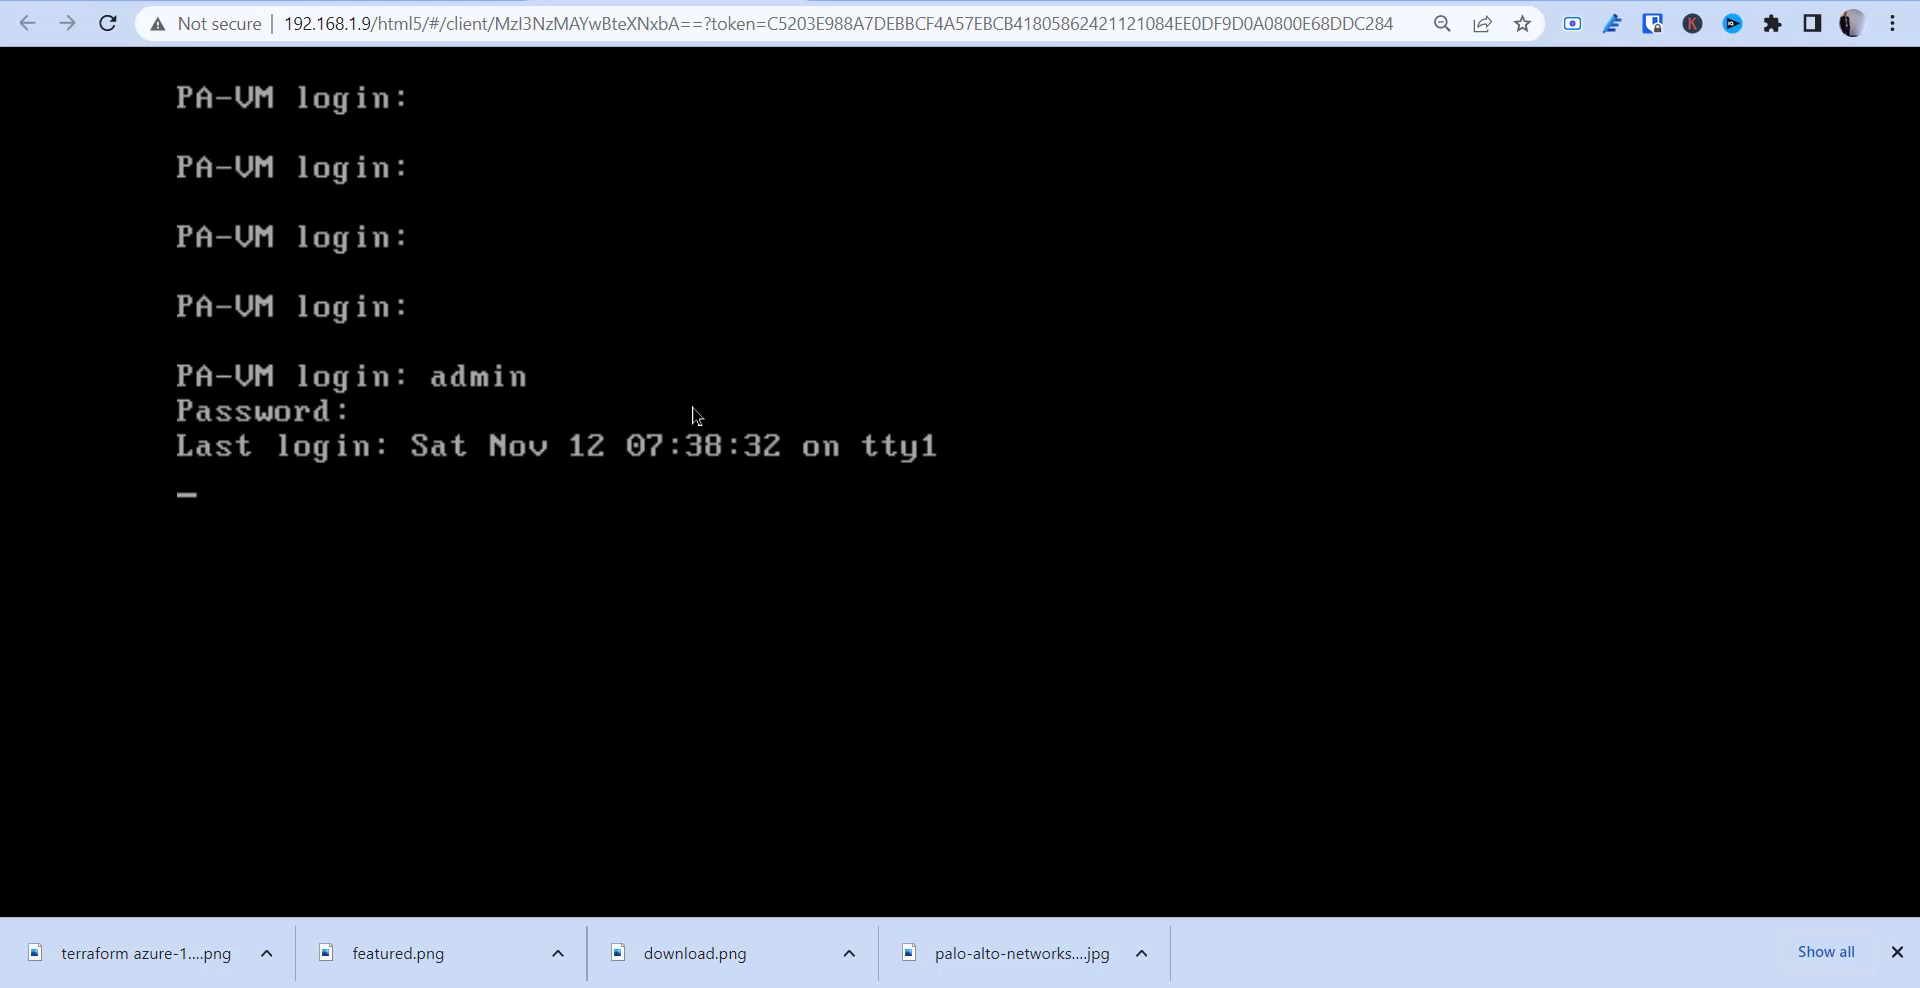 Not secure
192.168.1.9/html5/#/client/MzI3NzMAYwBteXNxbA==?token=C5203E988A7DEBBCF4A57EBCB41805862421121084EE0DF9D0A0800E68DDC284
PA-VM login:
PA-VM login:
PA-VM login:
PA-VM login:
PA-VM login: admin
Password:
Last login: Sat Nov 12 07:38:32 on tty1
terraform azure-1....png
featured.png
download.png
palo-alto-networks....jpg
Show all